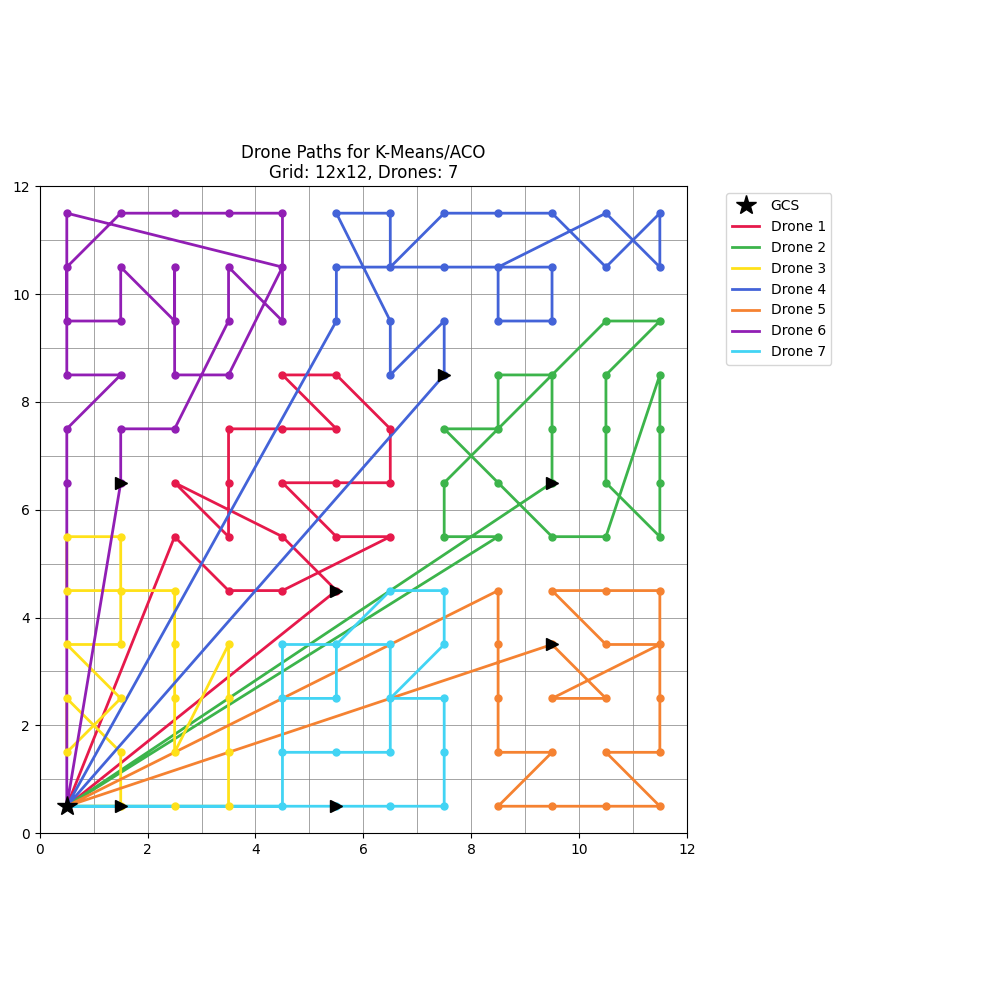 Drone Paths for K-Means/ACO
Grid: 12x12, Drones: 7
12
10
8
6
4
2
0
0 2 4 6 8 10 12
GCS
Drone 1
Drone 2
Drone 3
Drone 4
Drone 5
Drone 6
Drone 7